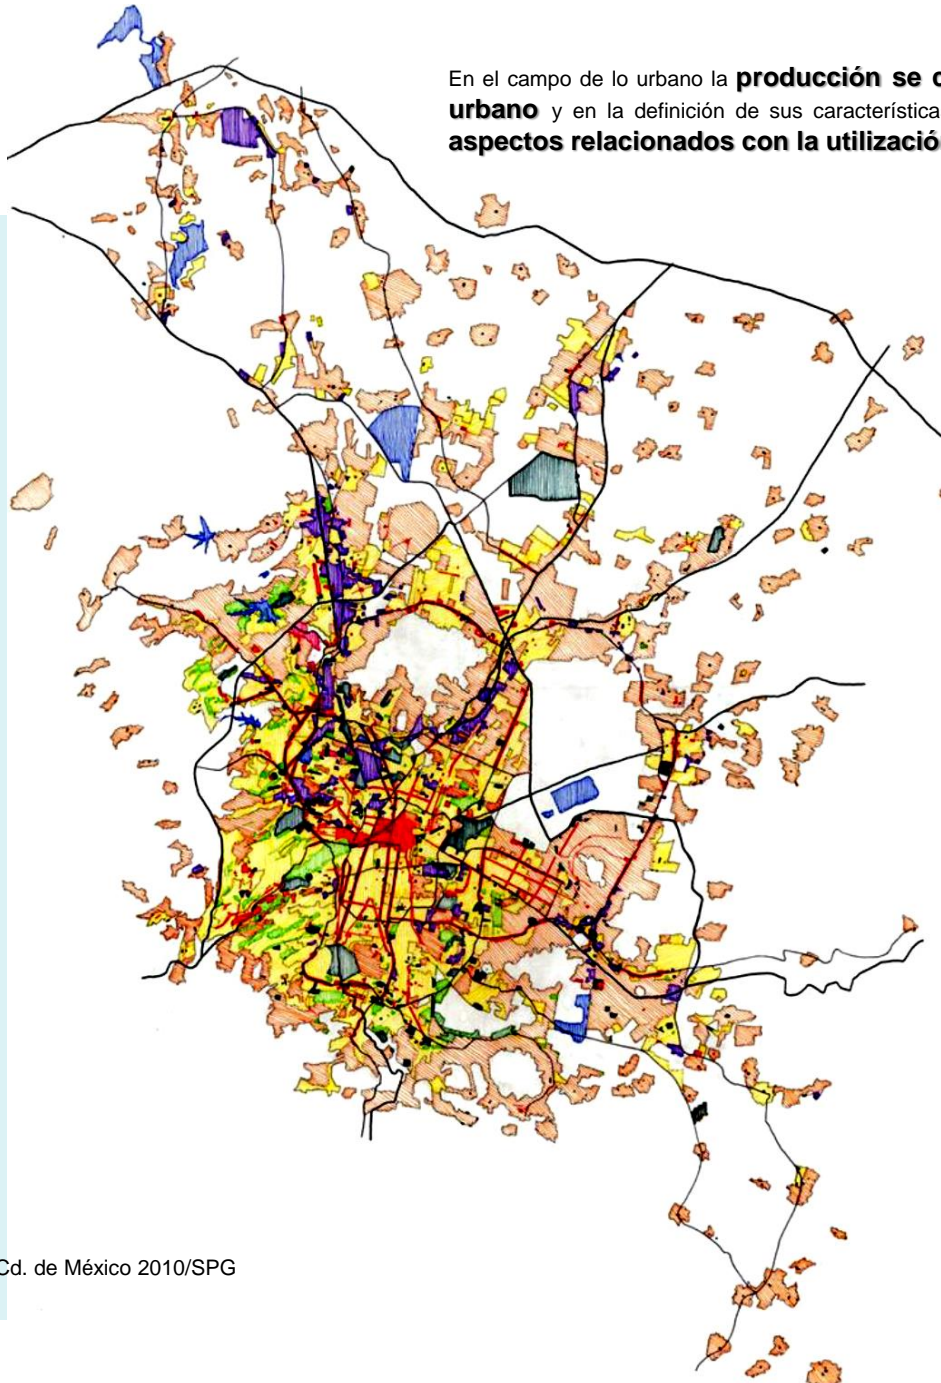 En el campo de lo urbano la producción se
urbano y en la definición de sus característica
aspectos relacionados con la utilizació
Cd. de México 2010/SPG